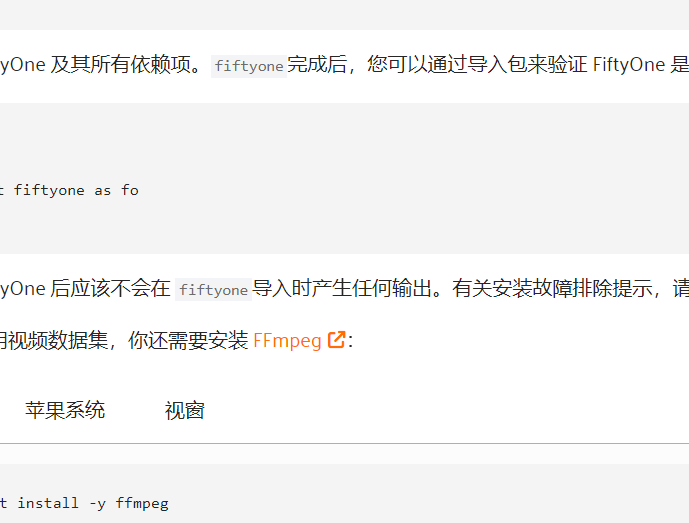 yOne 及其所有依赖项。fiftyone完成后，您可以通过导入包来验证 FiftyOne 是
t fiftyone as fo
yOne 后应该不会在 fiftyone导入时产生任何输出。有关安装故障排除提示，请
用视频数据集，你还需要安装 FFmpeg：
苹果系统 视窗
t install -y ffmpeg